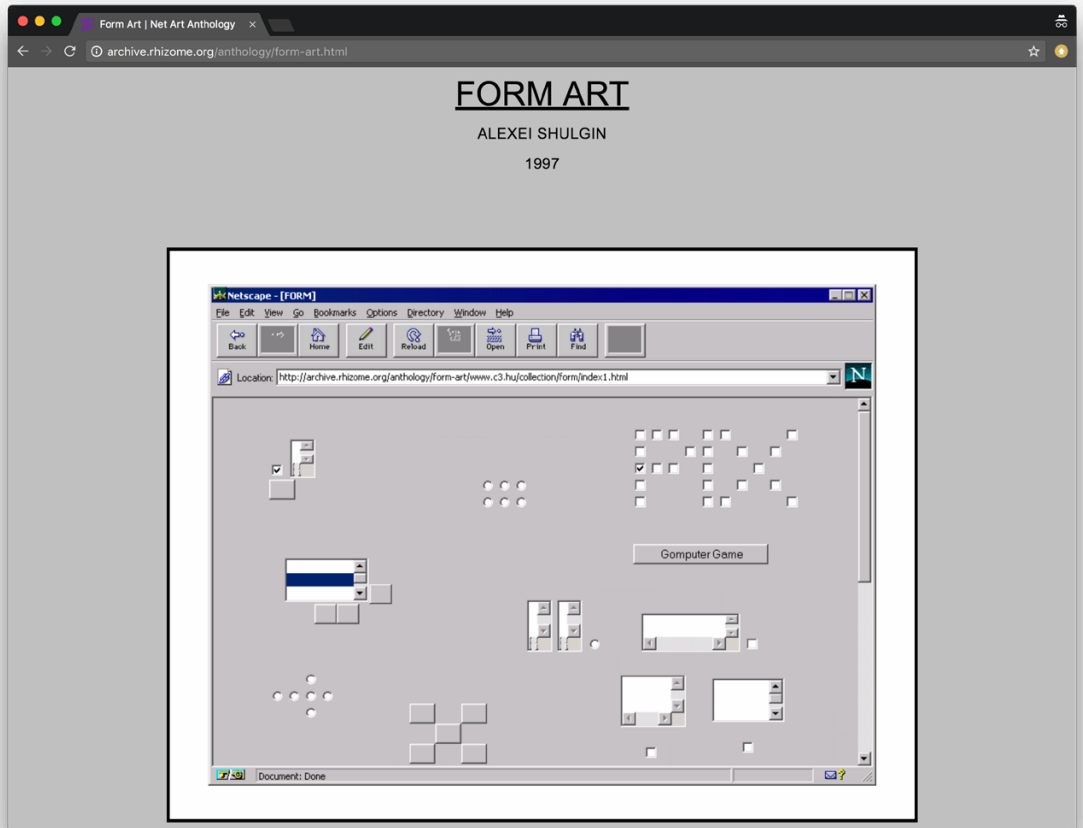 Form Art | Net Art Anthology
archive.rhizome.org/anthology/form-art.html
FORM ART
ALEXEI SHULGIN
1997
Netscape - [FORM]
File Edit View Go Bookmarks Options Directory Window Help
Back Home Edit Reload Open Print Find
Location: http://archive.rhizome.org/anthology/form-art/www.c3.hu/collection/form/index1.html
N
Gomputer Game
Document: Done